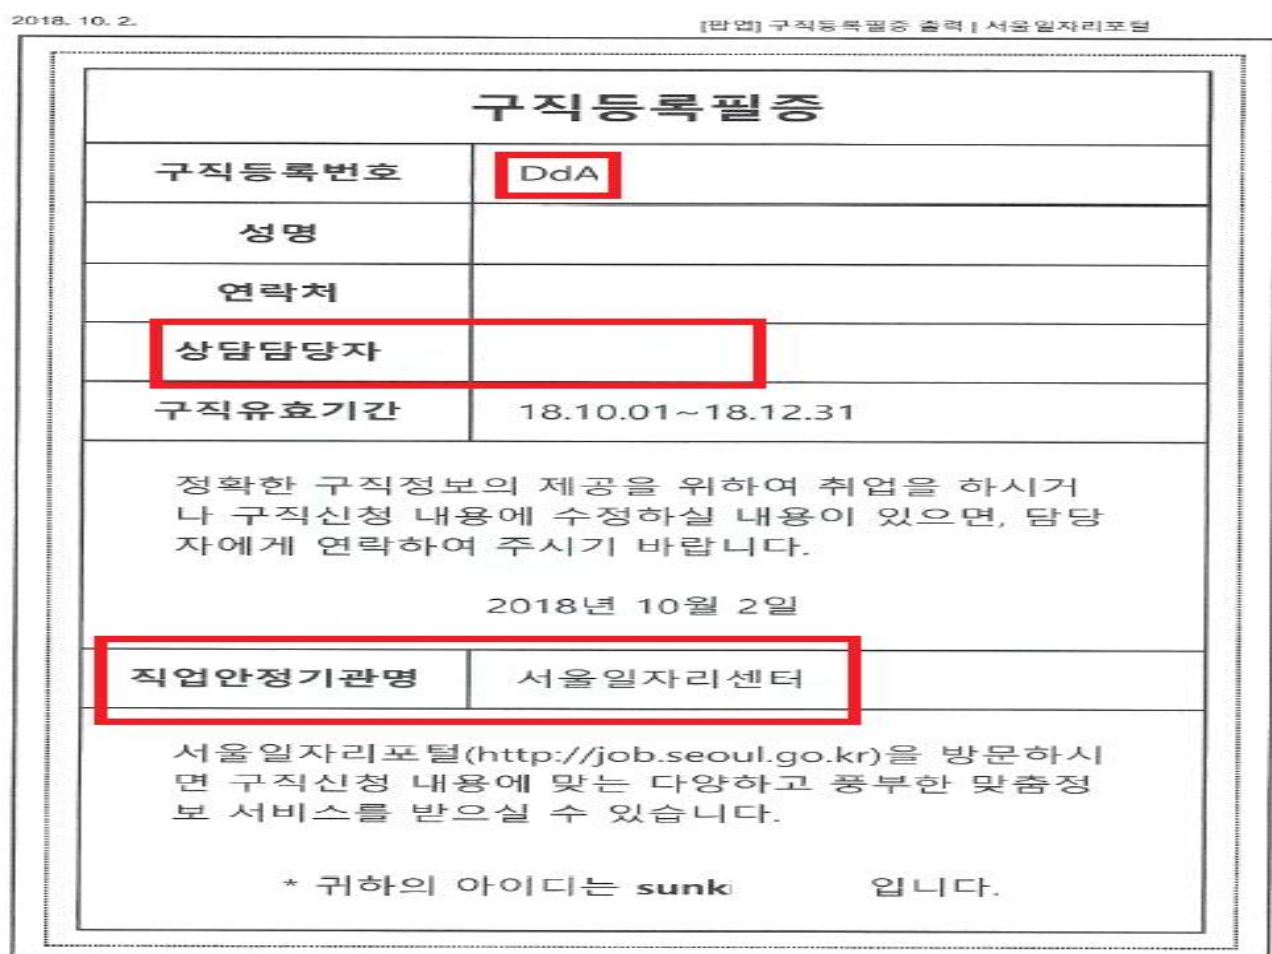 2018. 10. 2.
[팝업] 구직등록필증 출력 | 서울일자리포털
구직등록필증
구직등록번호 DdA
성명
연락처
상담담당자
구직유효기간 18.10.01~18.12.31
정확한 구직정보의 제공을 위하여 취업을 하시거
나 구직신청 내용에 수정하실 내용이 있으면, 담당
자에게 연락하여 주시기 바랍니다.
2018년 10월 2일
직업안정기관명 서울일자리센터
서울일자리포털(http://job.seoul.go.kr)을 방문하시
면 구직신청 내용에 맞는 다양하고 풍부한 맞춤정
보 서비스를 받으실 수 있습니다.
* 귀하의 아이디는 sunk 입니다.